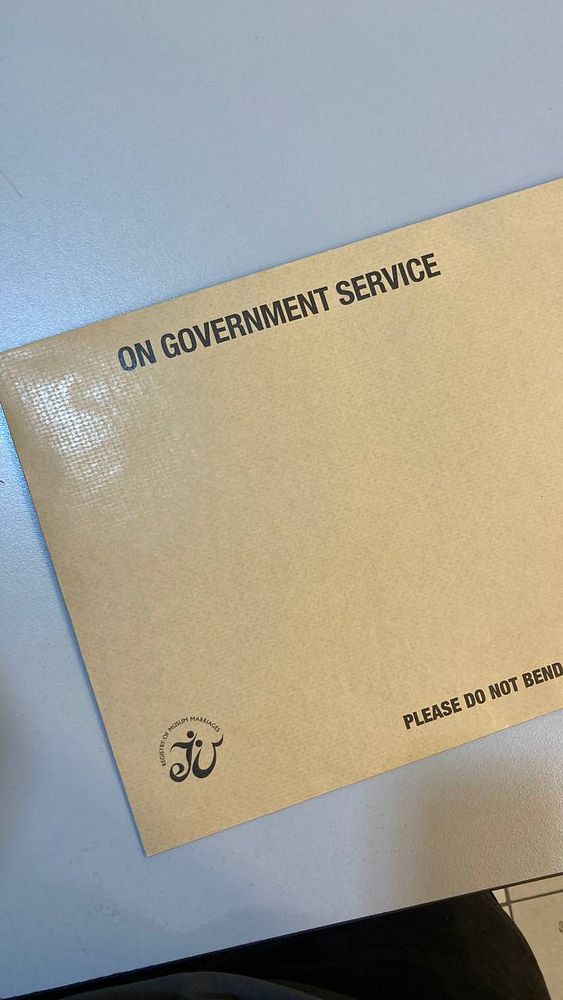 ON GOVERNMENT SERVICE
PLEASE DO NOT BEND
REGISTRY OF MUSLIM MARRIAGES